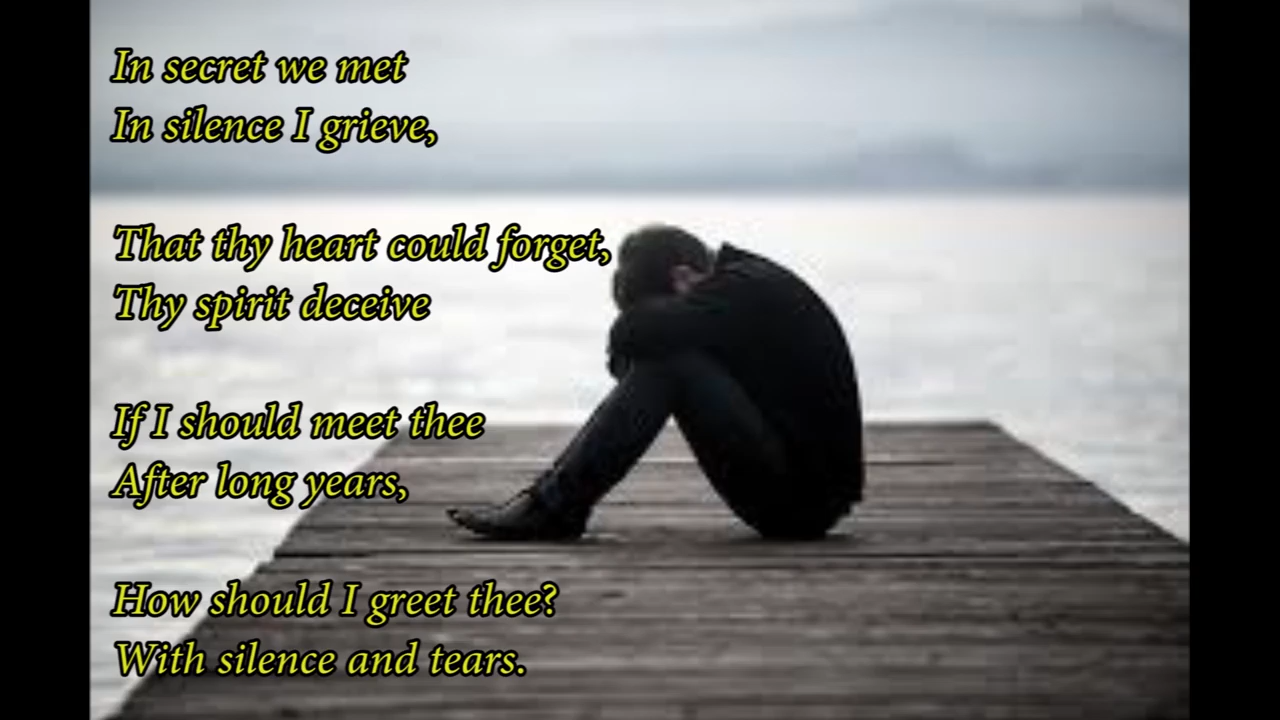 In secret we met
In silence I grieve,
That thy heart could forget,
Thy spirit deceive
If I should meet thee
After long years,
How should I greet thee?
With silence and tears.